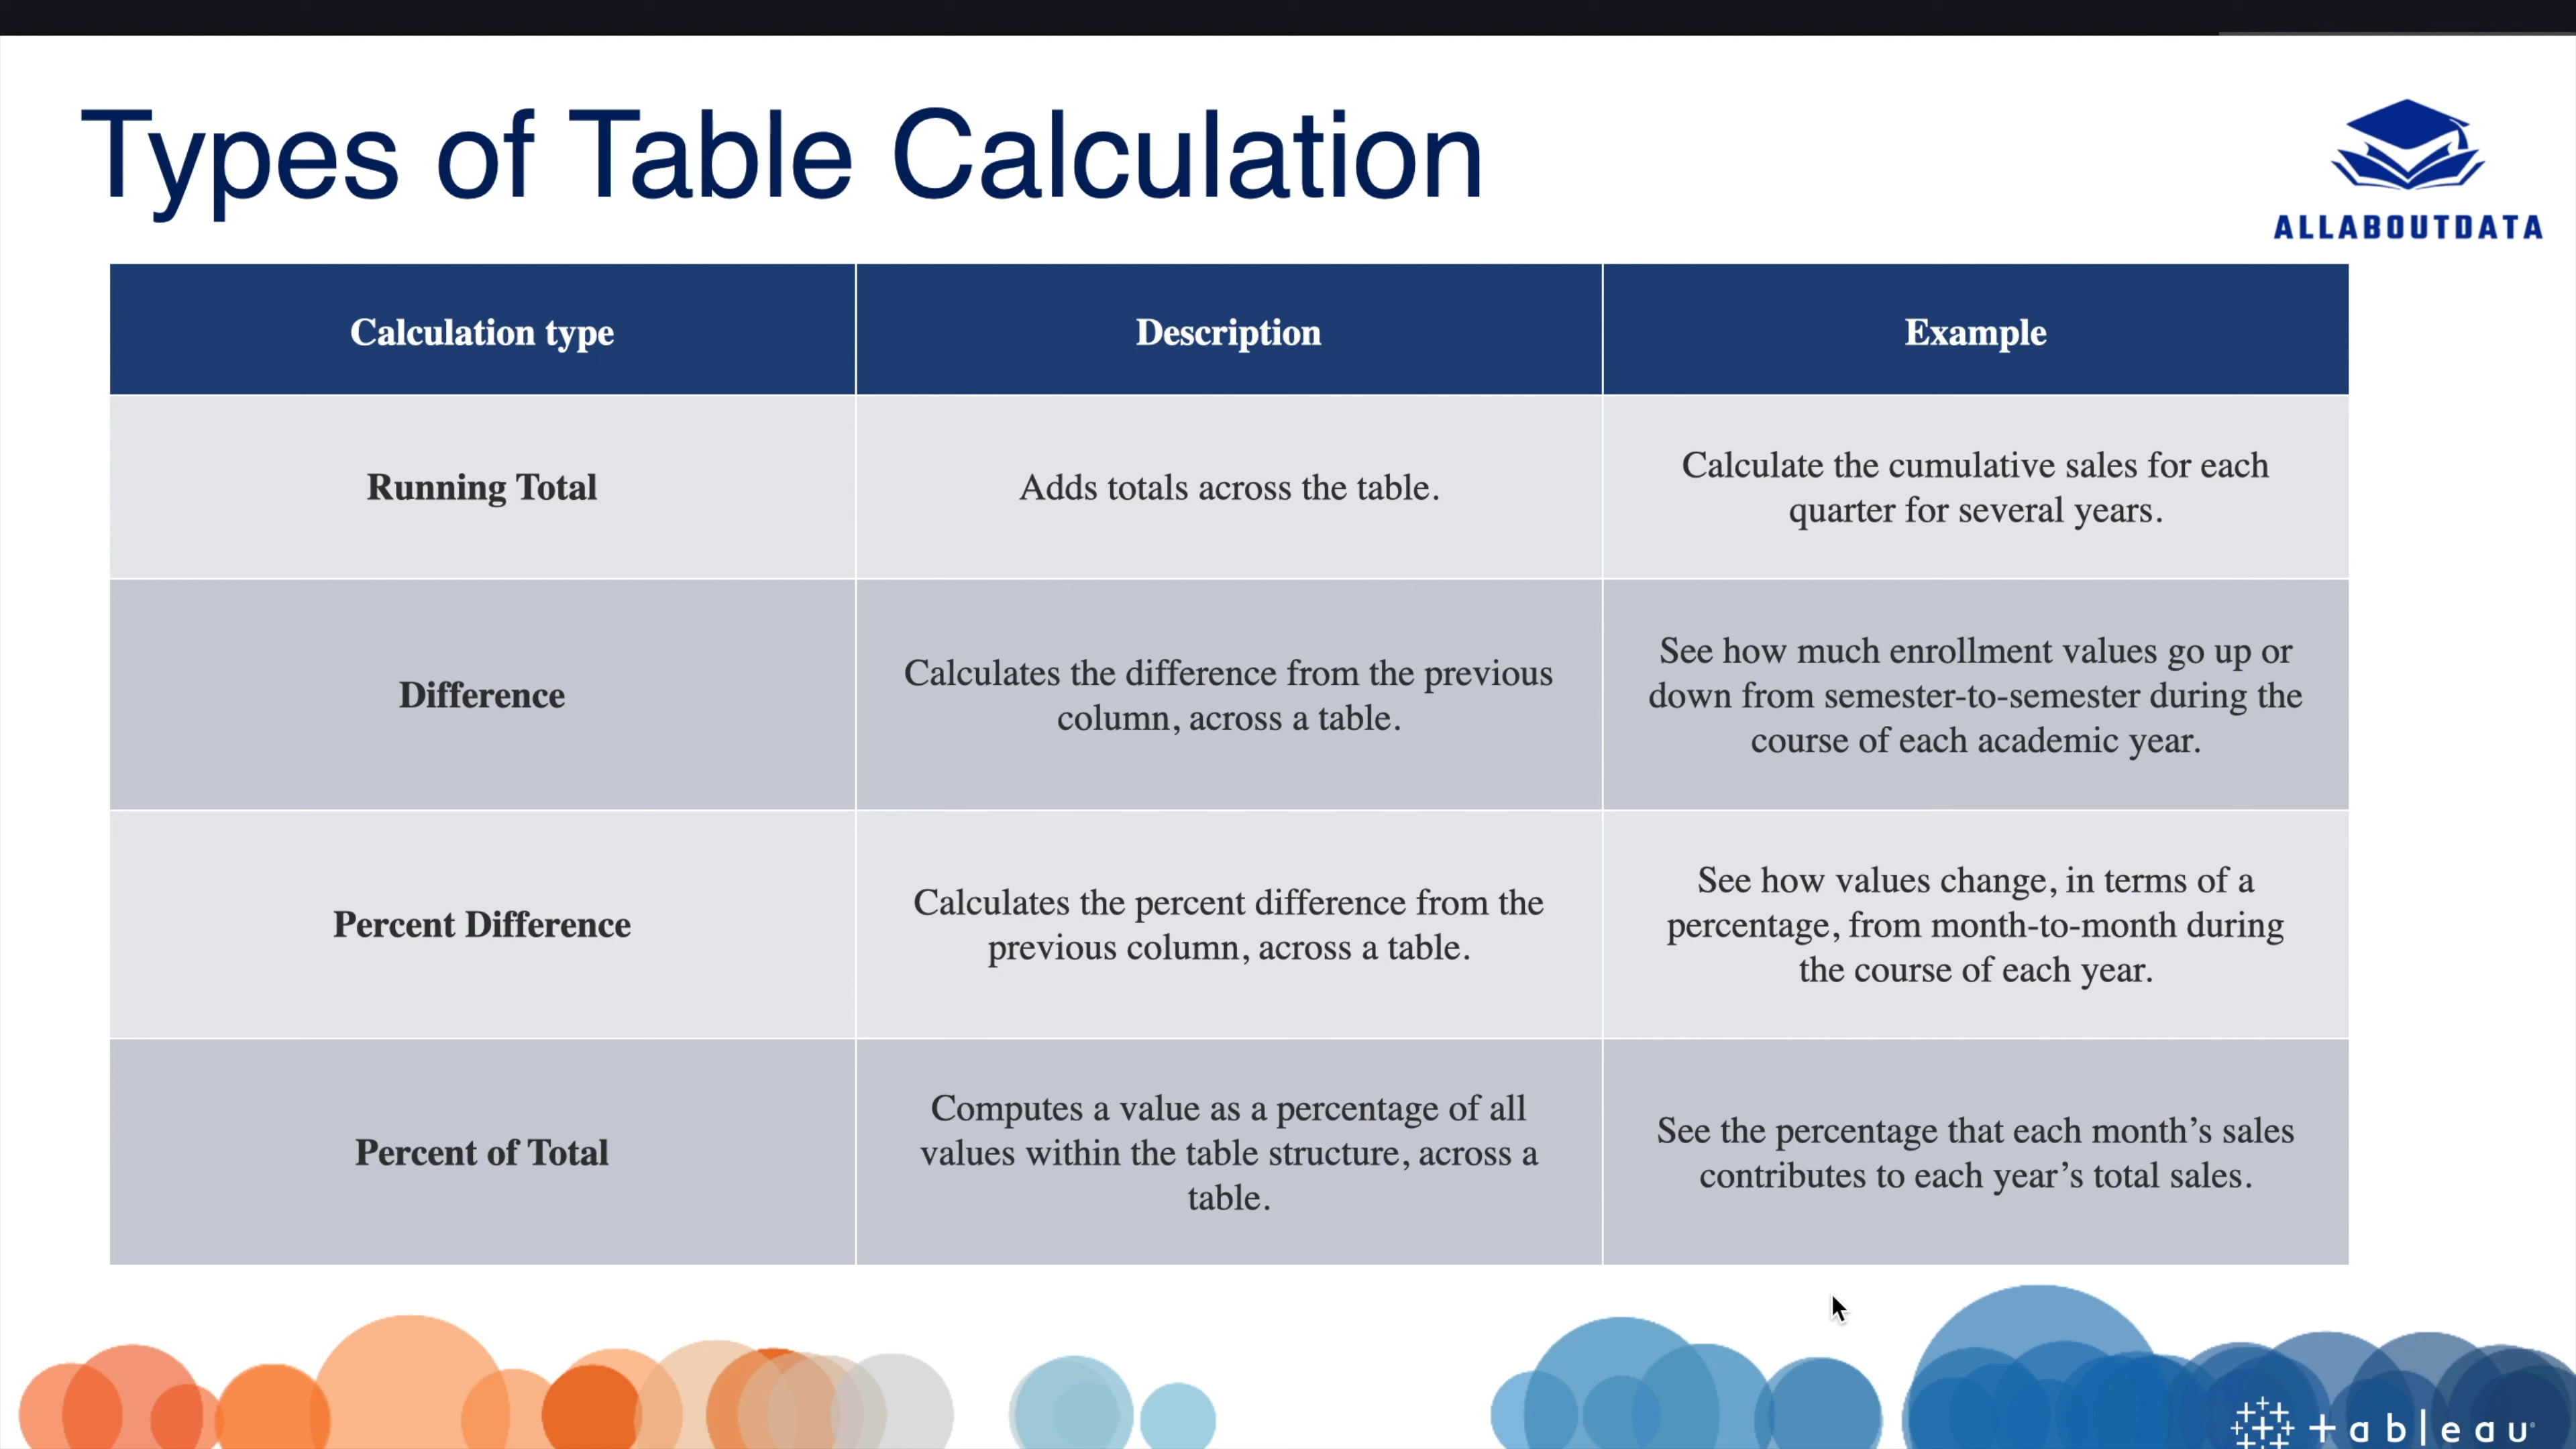 Types of Table Calculation
ALLABOUTDATA
Calculation type
Description
Example
Running Total
Adds totals across the table.
Calculate the cumulative sales for each
quarter for several years.
Difference
Calculates the difference from the previous
column, across a table.
See how much enrollment values go up or
down from semester-to-semester during the
course of each academic year.
Percent Difference
Calculates the percent difference from the
previous column, across a table.
See how values change, in terms of a
percentage, from month-to-month during
the course of each year.
Percent of Total
Computes a value as a percentage of all
values within the table structure, across a
table.
See the percentage that each month’s sales
contributes to each year’s total sales.
+ableau